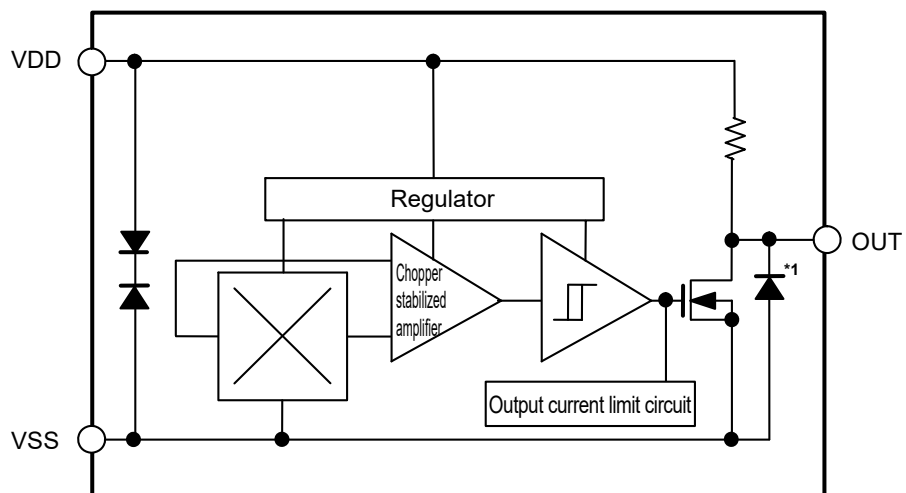 VDD
Regulator
OUT
*1
Chopper
stabilized
amplifier
Output current limit circuit
VSS